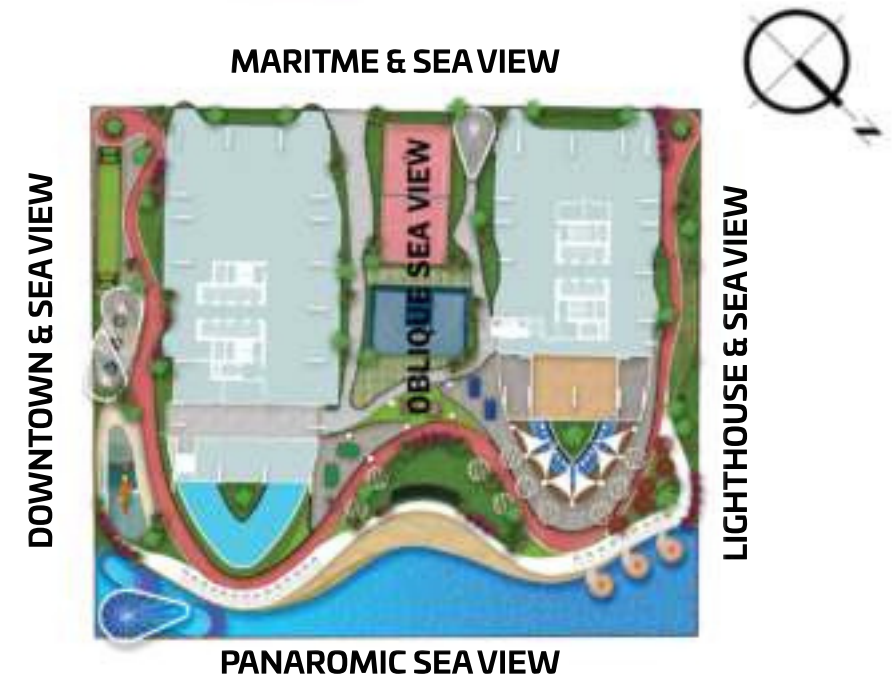 MARITME & SEA VIEW
N
DOWNTOWN & SEA VIEW
OBLIQUE SEA VIEW
LIGHTHOUSE & SEA VIEW
PANAROMIC SEA VIEW